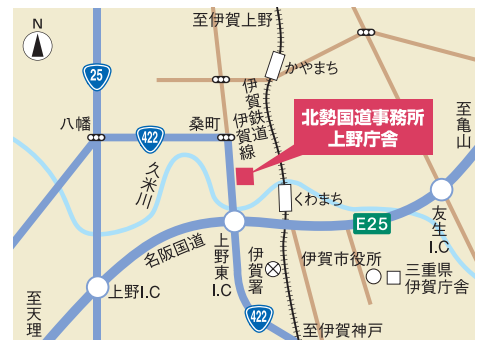 至伊賀上野
N
かやまち
25
伊賀鉄道
伊賀線
北勢国道事務所
上野庁舎
至亀山
八幡
422
桑町
久米川
くわまち
友生
I.C
E25
名阪国道
上野東
I.C
伊賀署
伊賀市役所
三重県
伊賀庁舎
上野I.C
至天理
422
至伊賀神戸